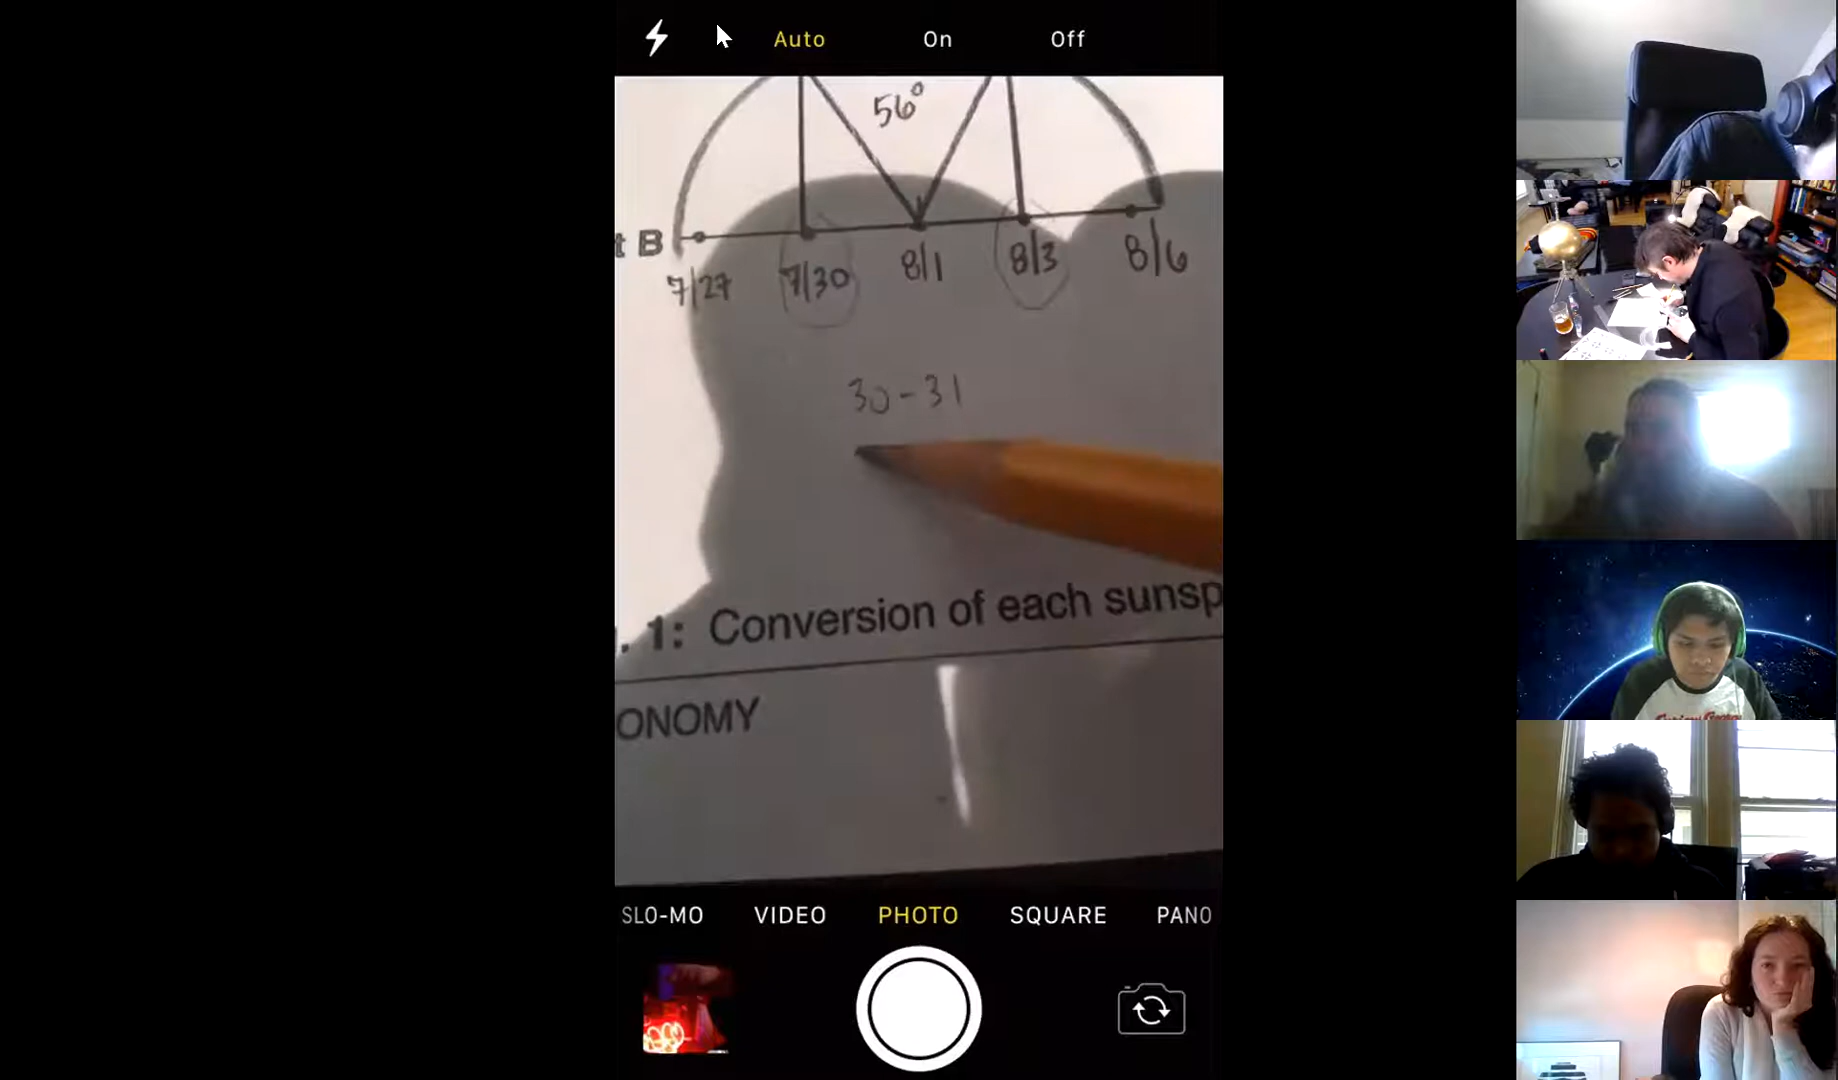 Auto On Off
56°
t B
7/27 7/30 8/1 8/3 8/6
30-31
. 1: Conversion of each sunsp
ONOMY
SLO-MO VIDEO PHOTO SQUARE PANO